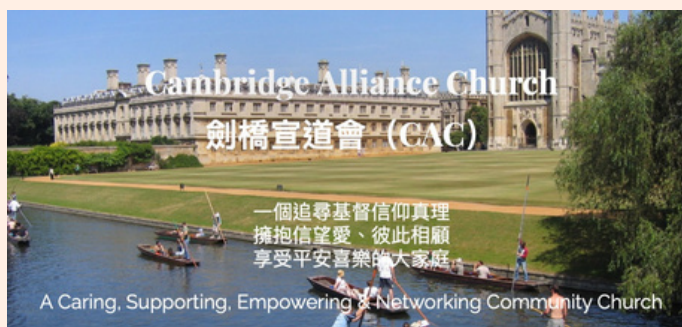 Cambridge Alliance Church
劍橋宣道會（CAC）
一個追尋基督信仰真理
擁抱信望愛、彼此相顧
享受平安喜樂的大家庭
A Caring, Supporting, Empowering & Networking Community Church